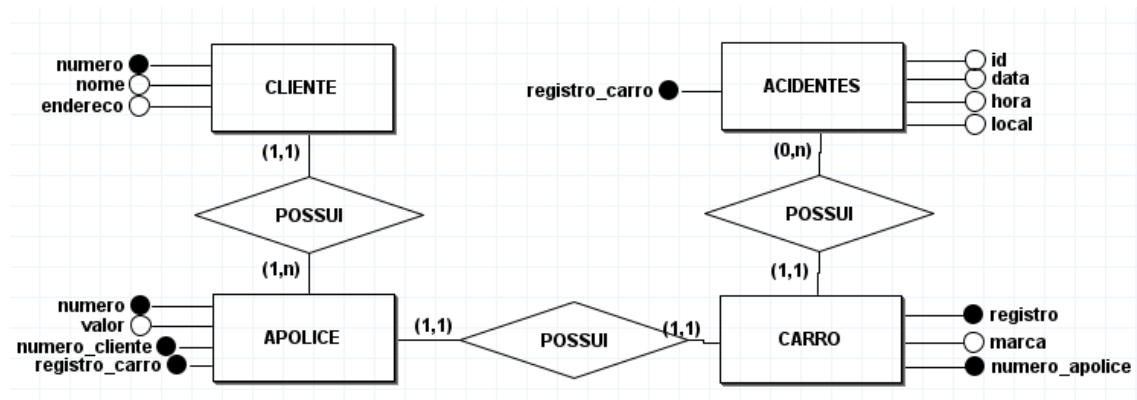 numero
nome
endereco
CLIENTE
registro_carro
ACIDENTES
id
data
hora
local
(1,1)
(0,n)
POSSUI
POSSUI
(1,n)
(1,1)
numero
valor
numero_cliente
registro_carro
APOLICE
(1,1)
POSSUI
(1,1)
CARRO
registro
marca
numero_apolice